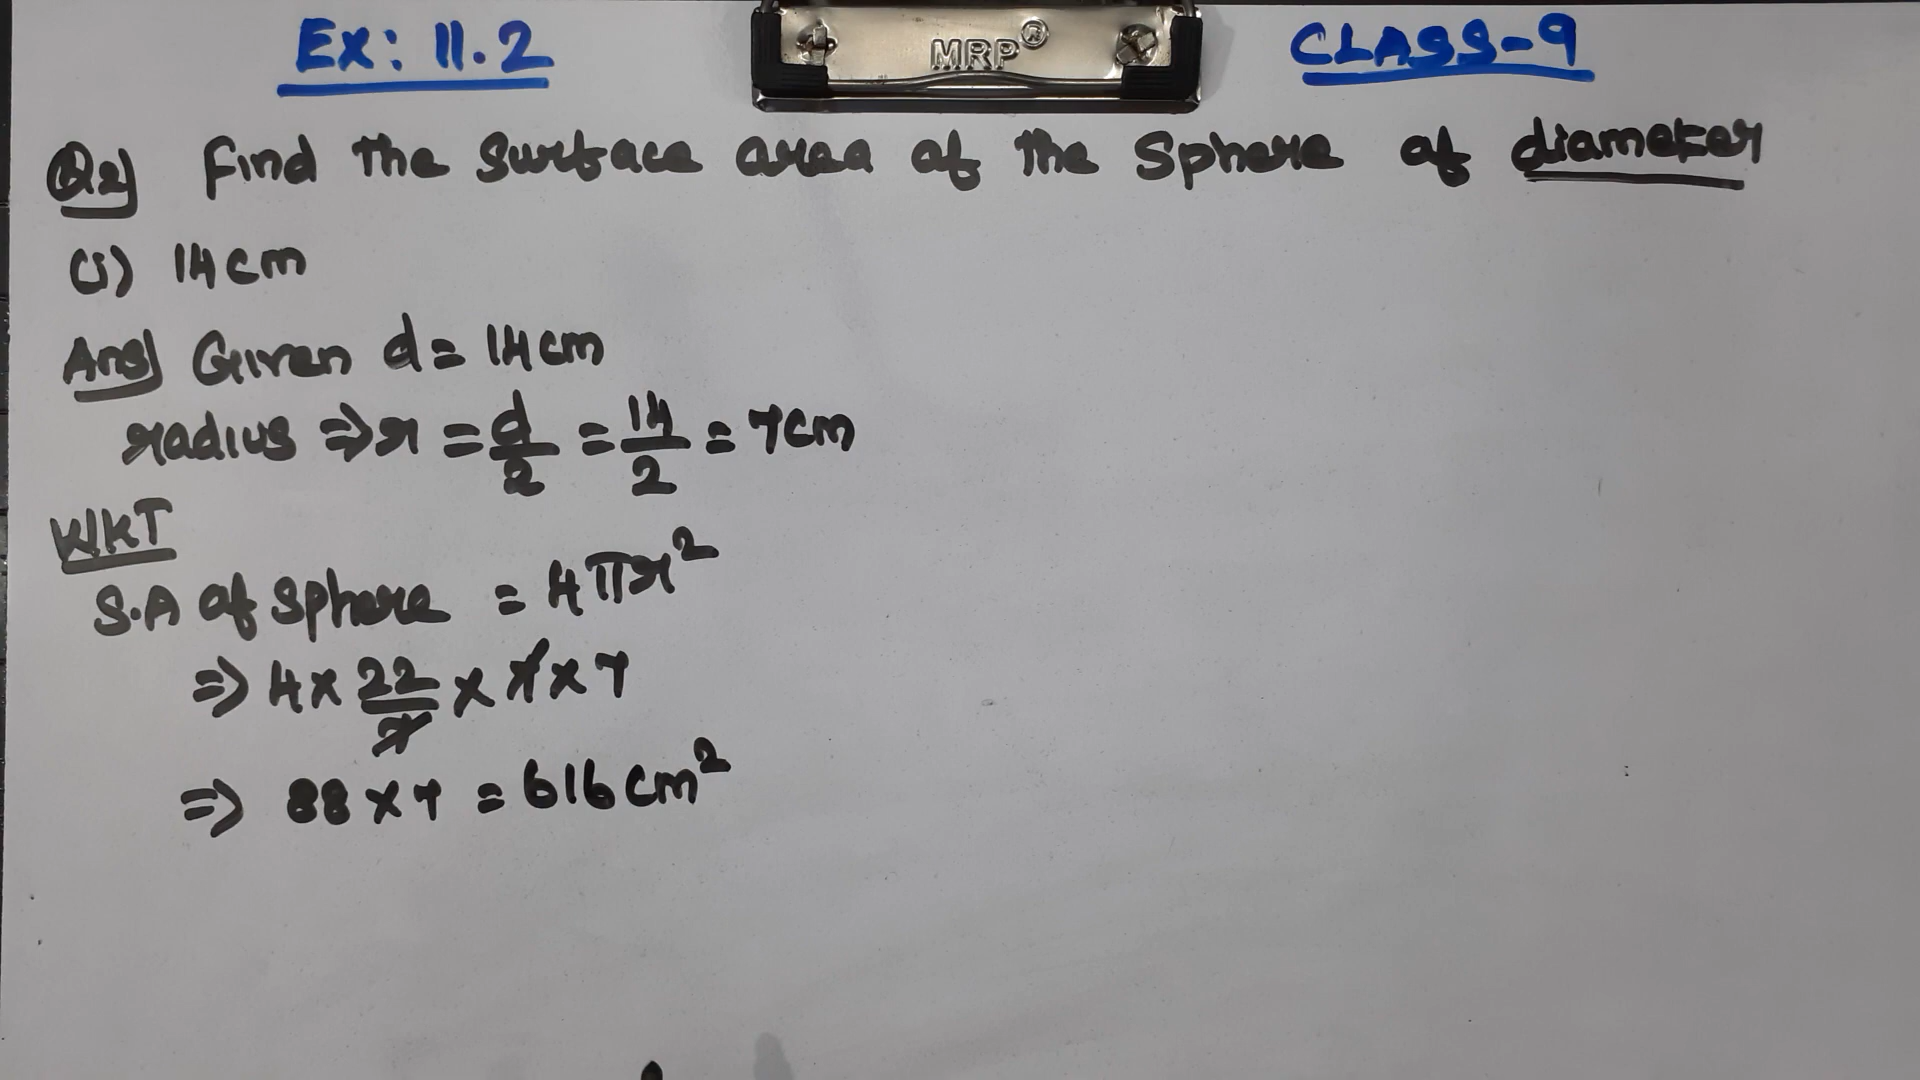 Ex: 11.2
MRP®
CLASS-9
Q2) Find the surface area of the sphere of diameter
(i) 14cm
Ans) Given d = 14cm
radius ⇒ r = d/2 = 14/2 = 7cm
WKT
S.A of sphere = 4πr²
⇒ 4 x 22/7 x 7 x 7
⇒ 88 x 7 = 616 cm²